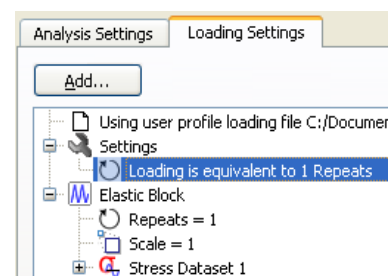 Analysis Settings
Loading Settings
Add...
Using user profile loading file C:/Documen
Settings
Loading is equivalent to 1 Repeats
Elastic Block
Repeats = 1
Scale = 1
Stress Dataset 1